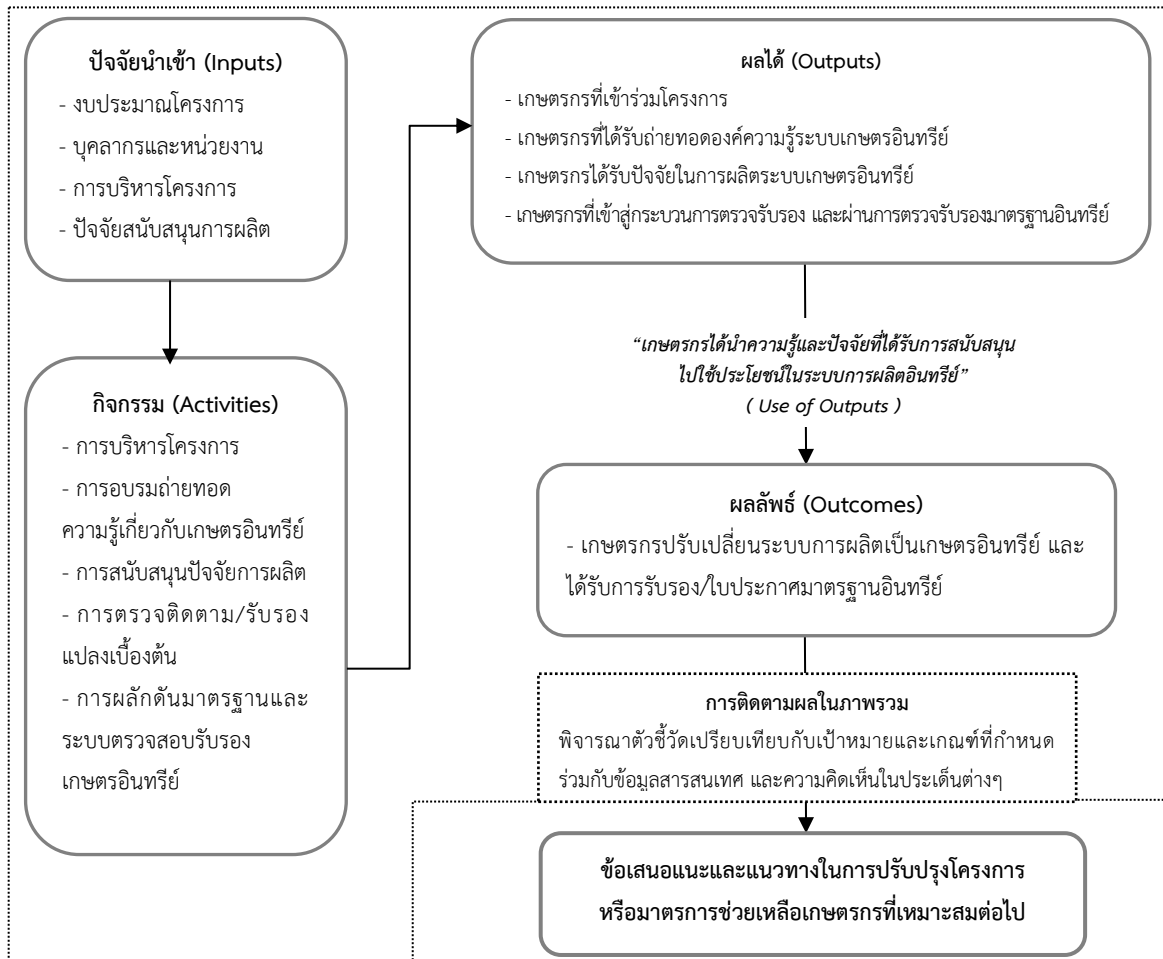 ปัจจัยนำเข้า (Inputs)
- งบประมาณโครงการ
- บุคลากรและหน่วยงาน
- การบริหารโครงการ
- ปัจจัยสนับสนุนการผลิต
กิจกรรม (Activities)
- การบริหารโครงการ
- การอบรมถ่ายทอด
ความรู้เกี่ยวกับเกษตรอินทรีย์
- การสนับสนุนปัจจัยการผลิต
- การตรวจติดตาม/รับรอง
แปลงเบื้องต้น
- การผลักดันมาตรฐานและ
ระบบตรวจสอบรับรอง
เกษตรอินทรีย์
ผลได้ (Outputs)
- เกษตรกรที่เข้าร่วมโครงการ
- เกษตรกรที่ได้รับถ่ายทอดองค์ความรู้ระบบเกษตรอินทรีย์
- เกษตรกรได้รับปัจจัยในการผลิตระบบเกษตรอินทรีย์
- เกษตรกรที่เข้าสู่กระบวนการตรวจรับรอง และผ่านการตรวจรับรองมาตรฐานอินทรีย์
“เกษตรกรได้นำความรู้และปัจจัยที่ได้รับการสนับสนุน
ไปใช้ประโยชน์ในระบบการผลิตอินทรีย์”
( Use of Outputs )
ผลลัพธ์ (Outcomes)
- เกษตรกรปรับเปลี่ยนระบบการผลิตเป็นเกษตรอินทรีย์ และ
ได้รับการรับรอง/ใบประกาศมาตรฐานอินทรีย์
การติดตามผลในภาพรวม
พิจารณาตัวชี้วัดเปรียบเทียบกับเป้าหมายและเกณฑ์ที่กำหนด
ร่วมกับข้อมูลสารสนเทศ และความคิดเห็นในประเด็นต่างๆ
ข้อเสนอแนะและแนวทางในการปรับปรุงโครงการ
หรือมาตรการช่วยเหลือเกษตรกรที่เหมาะสมต่อไป